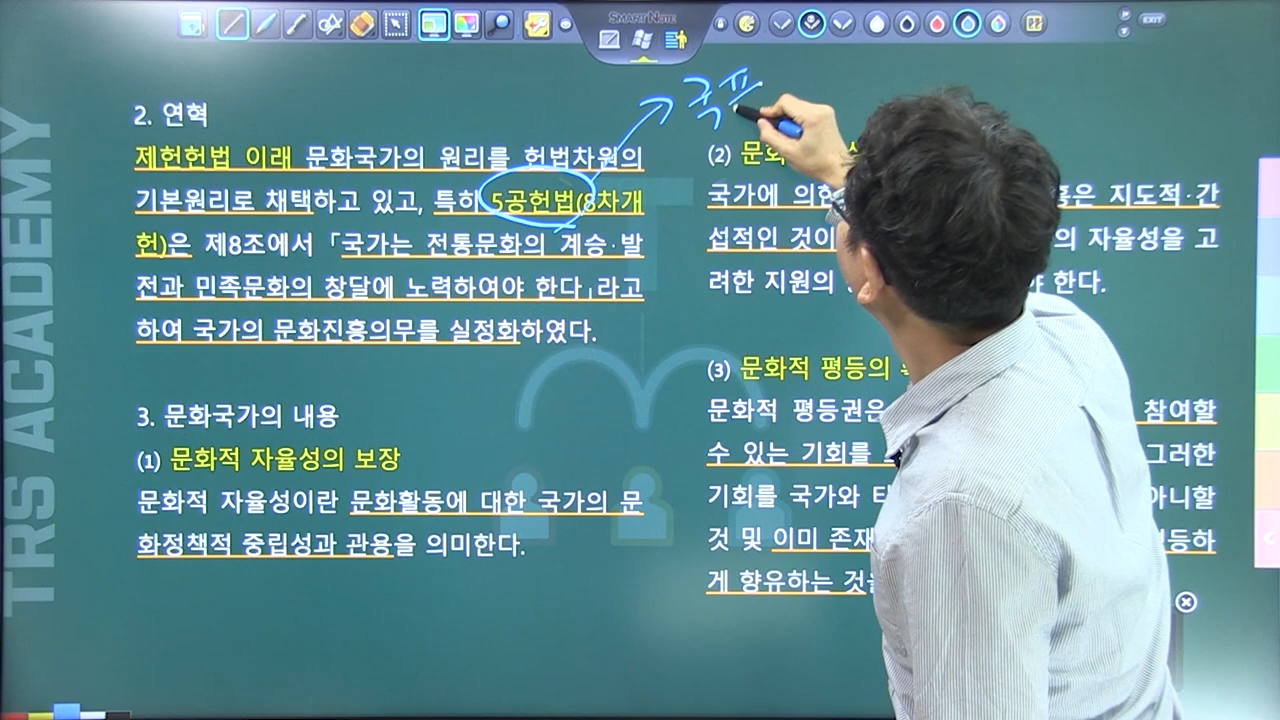 SMARTNOTE
EXIT
국표
2. 연혁
제헌헌법 이래 문화국가의 원리를 헌법차원의
기본원리로 채택하고 있고, 특히 5공헌법(8차개
헌)은 제8조에서 「국가는 전통문화의 계승·발
전과 민족문화의 창달에 노력하여야 한다」라고
하여 국가의 문화진흥의무를 실정화하였다.
3. 문화국가의 내용
(1) 문화적 자율성의 보장
문화적 자율성이란 문화활동에 대한 국가의 문
화정책적 중립성과 관용을 의미한다.
(2)
국가에 의한 지도적·간
섭적인 것이 의 자율성을 고
려한 지원의 한다.
(3) 문화적 평등의
문화적 평등권은 참여할
수 있는 기회를 그러한
기회를 국가와 아니할
것 및 이미
게 향유하는
TRS ACADEMY